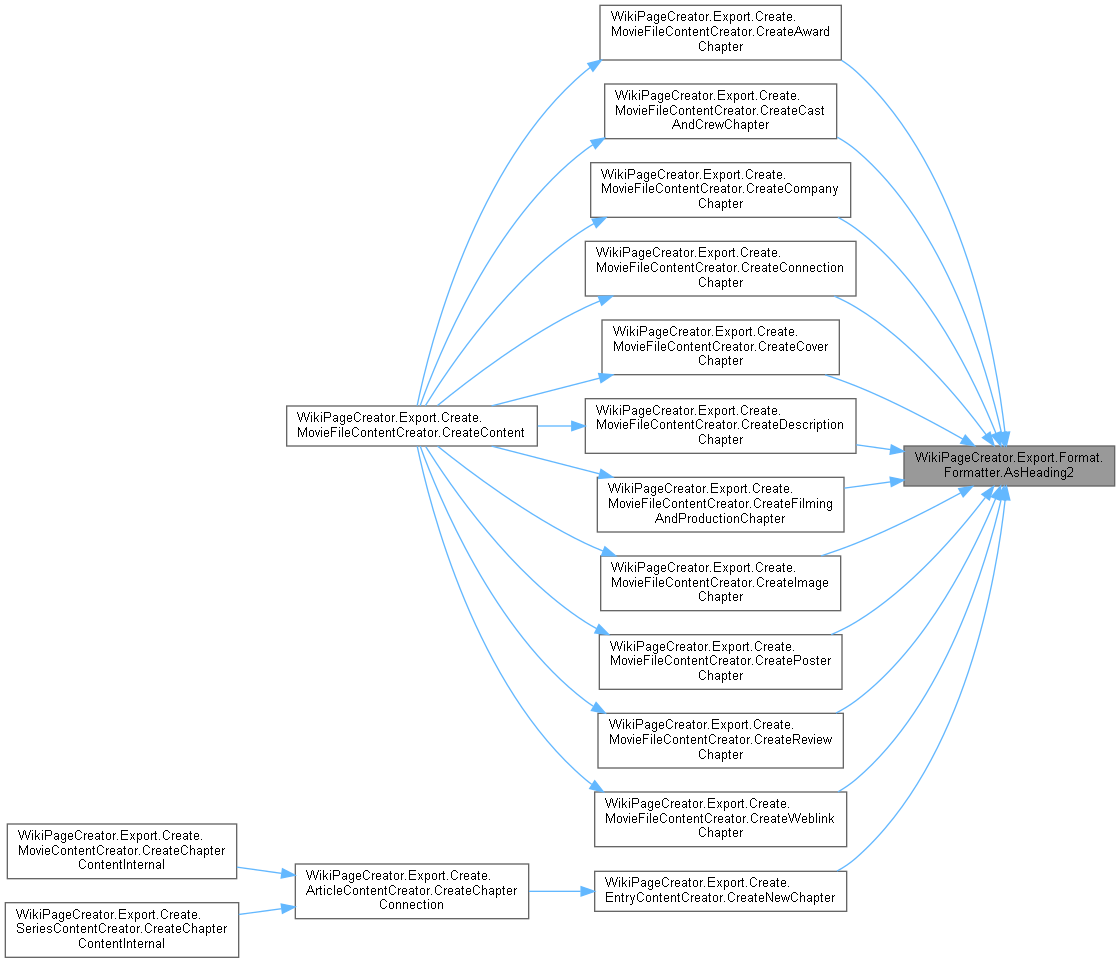 WikiPageCreator.Export.Create.
MovieFileContentCreator.CreateAward
Chapter
WikiPageCreator.Export.Create.
MovieFileContentCreator.CreateCast
AndCrewChapter
WikiPageCreator.Export.Create.
MovieFileContentCreator.CreateCompany
Chapter
WikiPageCreator.Export.Create.
MovieFileContentCreator.CreateConnection
Chapter
WikiPageCreator.Export.Create.
MovieFileContentCreator.CreateCover
Chapter
WikiPageCreator.Export.Create.
MovieFileContentCreator.CreateContent
WikiPageCreator.Export.Create.
MovieFileContentCreator.CreateDescription
Chapter
WikiPageCreator.Export.Format.
Formatter.AsHeading2
WikiPageCreator.Export.Create.
MovieFileContentCreator.CreateFilming
AndProductionChapter
WikiPageCreator.Export.Create.
MovieFileContentCreator.CreateImage
Chapter
WikiPageCreator.Export.Create.
MovieFileContentCreator.CreatePoster
Chapter
WikiPageCreator.Export.Create.
MovieFileContentCreator.CreateReview
Chapter
WikiPageCreator.Export.Create.
MovieFileContentCreator.CreateWeblink
Chapter
WikiPageCreator.Export.Create.
MovieContentCreator.CreateChapter
ContentInternal
WikiPageCreator.Export.Create.
ArticleContentCreator.CreateChapter
Connection
WikiPageCreator.Export.Create.
EntryContentCreator.CreateNewChapter
WikiPageCreator.Export.Create.
SeriesContentCreator.CreateChapter
ContentInternal